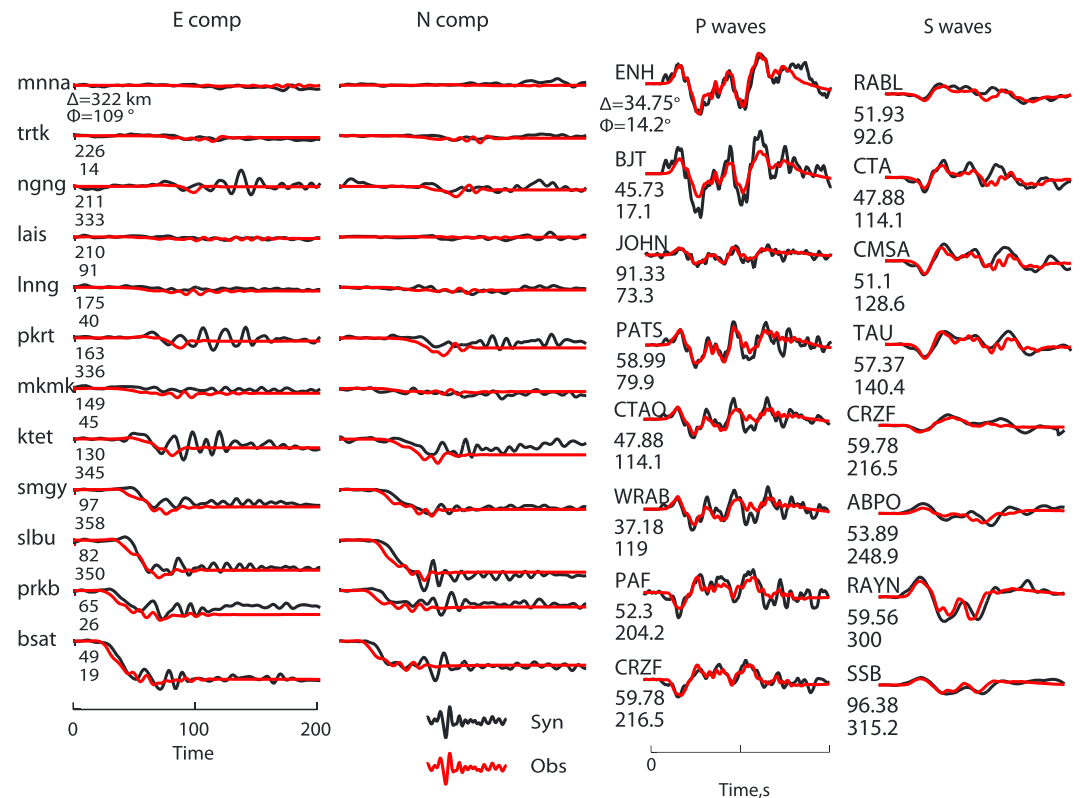 E comp
N comp
P waves
S waves
mnna
Δ=322 km
Φ=109 °
trtk
226
14
ngng
211
333
lais
210
91
lnng
175
40
pkrt
163
336
mkmk
149
45
ktet
130
345
smgy
97
358
slbu
82
350
prkb
65
26
bsat
49
19
0
100
200
Time
Syn
Obs
ENH
Δ=34.75°
Φ=14.2°
BJT
45.73
17.1
JOHN
91.33
73.3
PATS
58.99
79.9
CTAO
47.88
114.1
WRAB
37.18
119
PAF
52.3
204.2
CRZF
59.78
216.5
0
Time,s
RABL
51.93
92.6
CTA
47.88
114.1
CMSA
51.1
128.6
TAU
57.37
140.4
CRZF
59.78
216.5
ABPO
53.89
248.9
RAYN
59.56
300
SSB
96.38
315.2